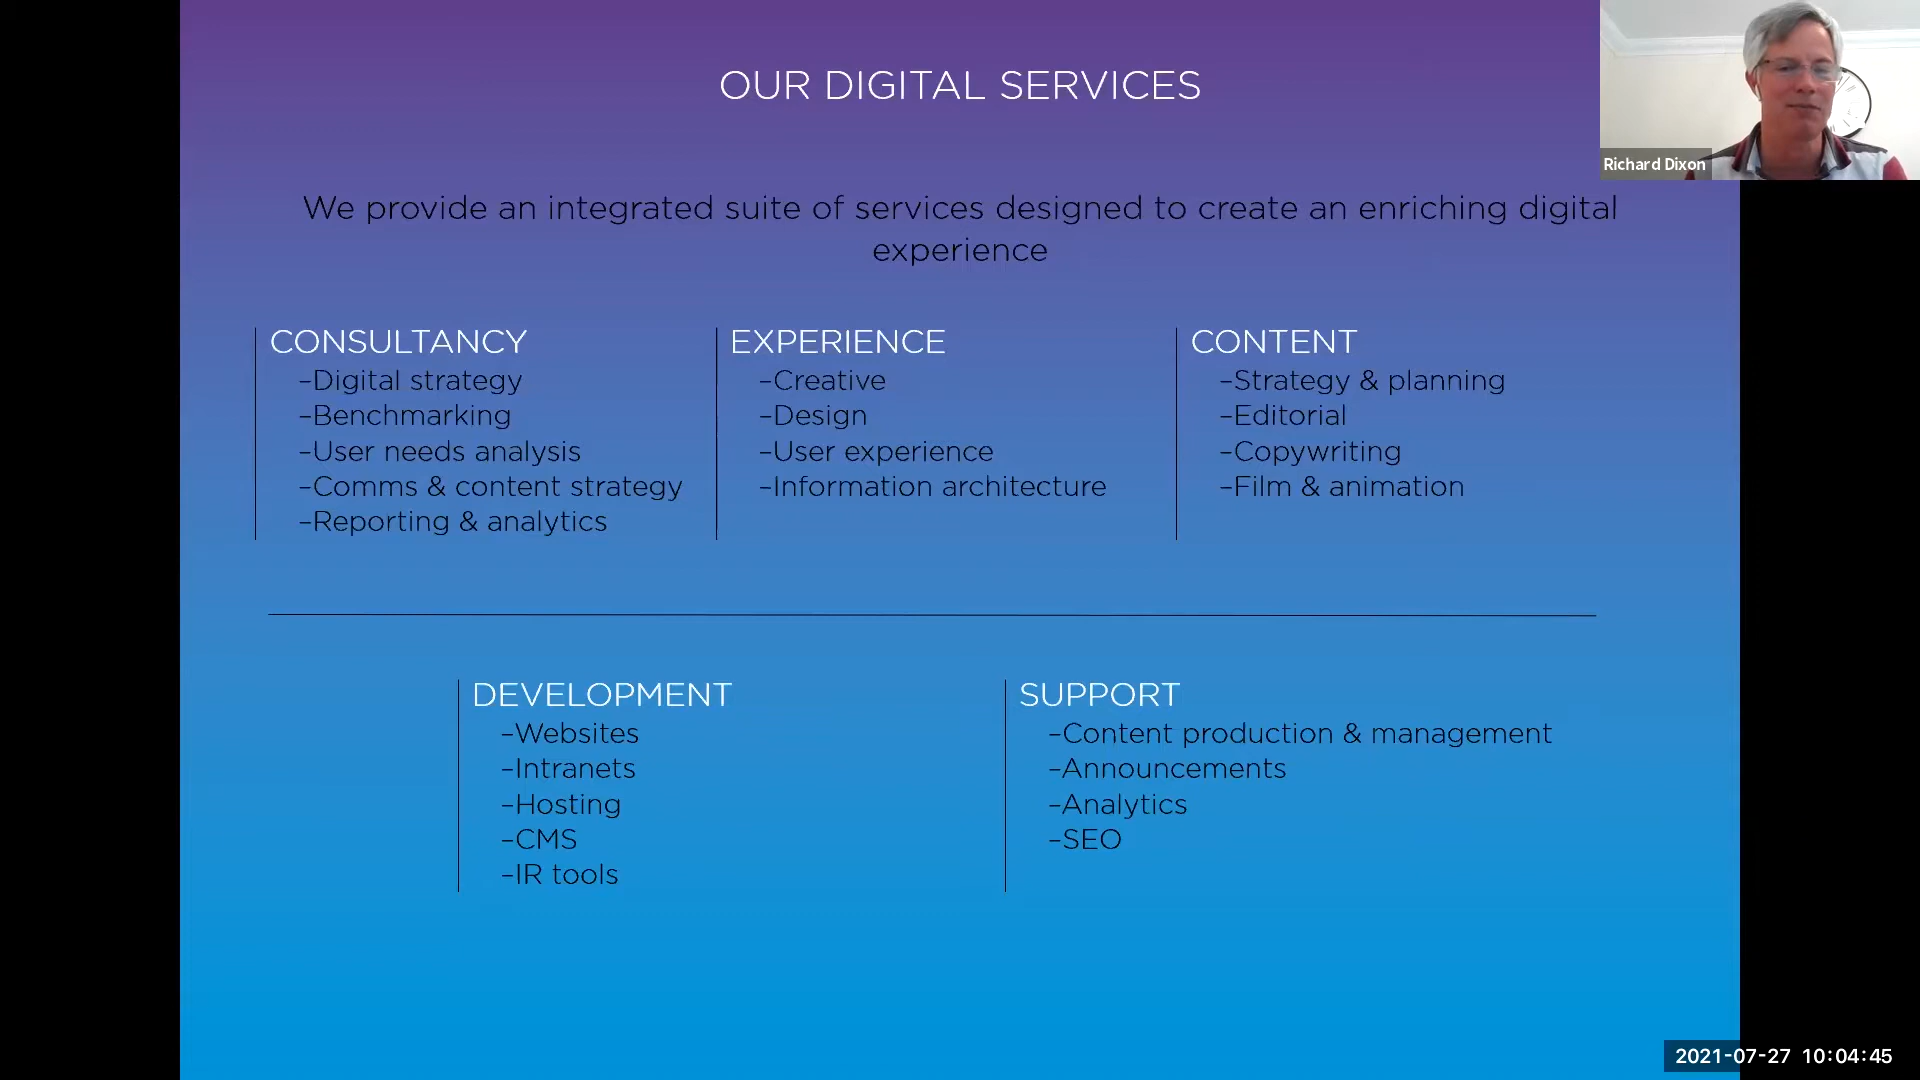 OUR DIGITAL SERVICES
Richard Dixon
We provide an integrated suite of services designed to create an enriching digital
experience
CONSULTANCY
–Digital strategy
–Benchmarking
–User needs analysis
–Comms & content strategy
–Reporting & analytics
EXPERIENCE
–Creative
–Design
–User experience
–Information architecture
CONTENT
–Strategy & planning
–Editorial
–Copywriting
–Film & animation
DEVELOPMENT
–Websites
–Intranets
–Hosting
–CMS
–IR tools
SUPPORT
–Content production & management
–Announcements
–Analytics
–SEO
2021-07-27 10:04:45